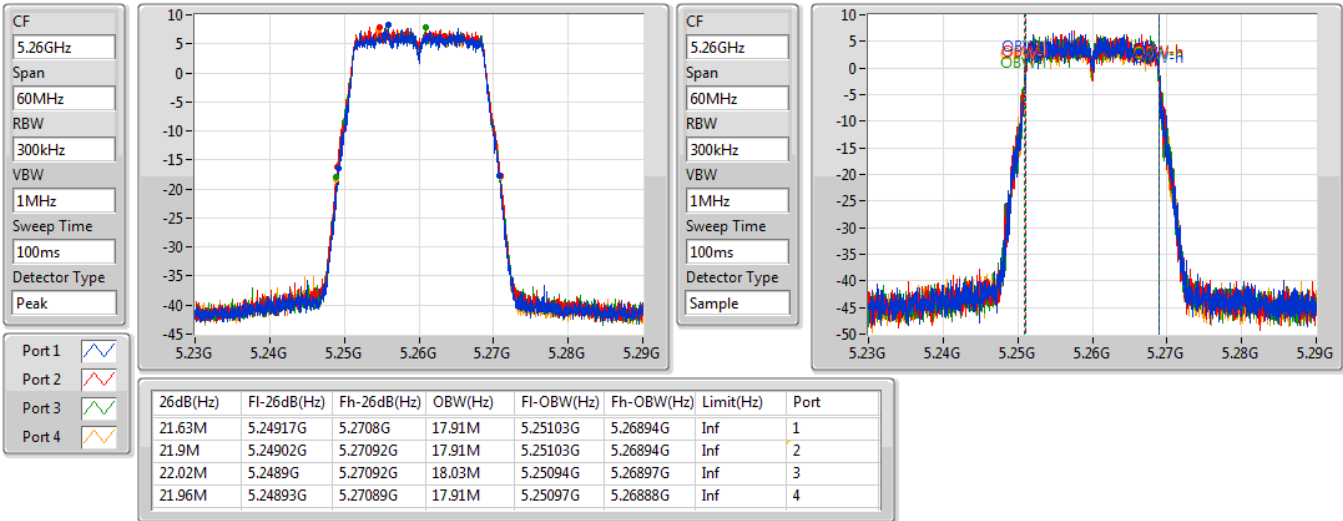 CF
5.26GHz
Span
60MHz
RBW
300kHz
VBW
1MHz
Sweep Time
100ms
Detector Type
Peak
10
5
0
-5
-10
-15
-20
-25
-30
-35
-40
-45
5.23G 5.24G 5.25G 5.26G 5.27G 5.28G 5.29G
CF
5.26GHz
Span
60MHz
RBW
300kHz
VBW
1MHz
Sweep Time
100ms
Detector Type
Sample
10
5
0
-5
-10
-15
-20
-25
-30
-35
-40
-45
-50
5.23G 5.24G 5.25G 5.26G 5.27G 5.28G 5.29G
Port 1
Port 2
Port 3
Port 4
26dB(Hz) Fl-26dB(Hz) Fh-26dB(Hz) OBW(Hz) Fl-OBW(Hz) Fh-OBW(Hz) Limit(Hz) Port
21.63M 5.24917G 5.2708G 17.91M 5.25103G 5.26894G Inf 1
21.9M 5.24902G 5.27092G 17.91M 5.25103G 5.26894G Inf 2
22.02M 5.2489G 5.27092G 18.03M 5.25094G 5.26897G Inf 3
21.96M 5.24893G 5.27089G 17.91M 5.25097G 5.26888G Inf 4